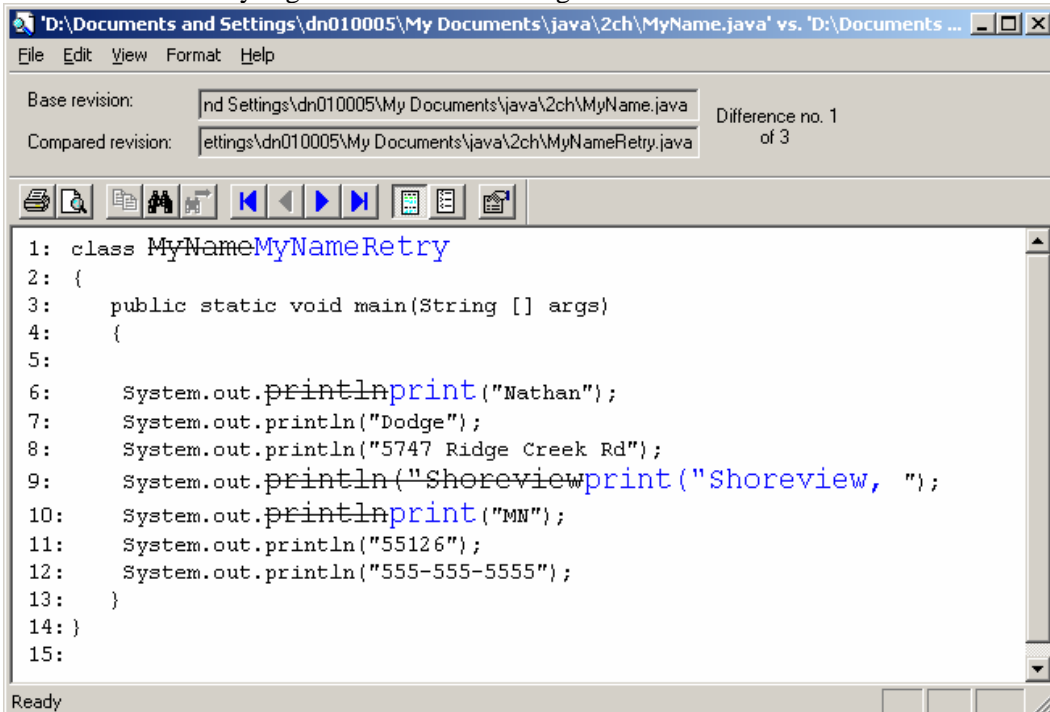 'D:\Documents and Settings\dn010005\My Documents\java\2ch\MyName.java' vs. 'D:\Documents ...
File Edit View Format Help
Base revision: nd Settings\dn010005\My Documents\java\2ch\MyName.java
Difference no. 1 of 3
Compared revision: ettings\dn010005\My Documents\java\2ch\MyNameRetry.java
1: class MyNameMyNameRetry
2: {
3: public static void main(String [] args)
4: {
5:
6: System.out.printlnprint("Nathan");
7: System.out.println("Dodge");
8: System.out.println("5747 Ridge Creek Rd");
9: System.out.println("Shoreviewprint("Shoreview, ");
10: System.out.printlnprint("MN");
11: System.out.println("55126");
12: System.out.println("555-555-5555");
13: }
14: }
15:
Ready